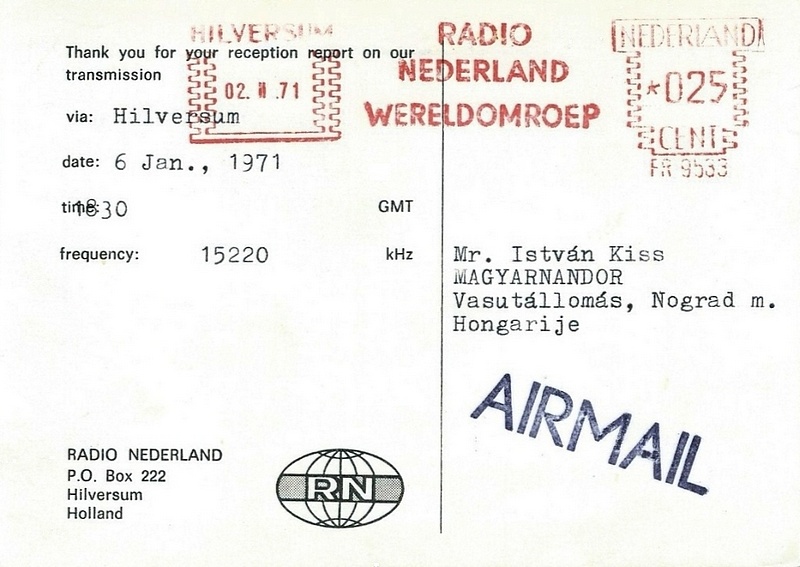 HILVERSUM
02. II .71
RADIO
NEDERLAND
WERELDOMROEP
NEDERLAND
*025
CENT
FR 9533
Thank you for your reception report on our
transmission
via: Hilversum
date: 6 Jan., 1971
time: 1830 GMT
frequency: 15220 kHz
Mr. István Kiss
MAGYARNANDOR
Vasutállomás, Nograd m.
Hongarije
AIRMAIL
RADIO NEDERLAND
P.O. Box 222
Hilversum
Holland
RN